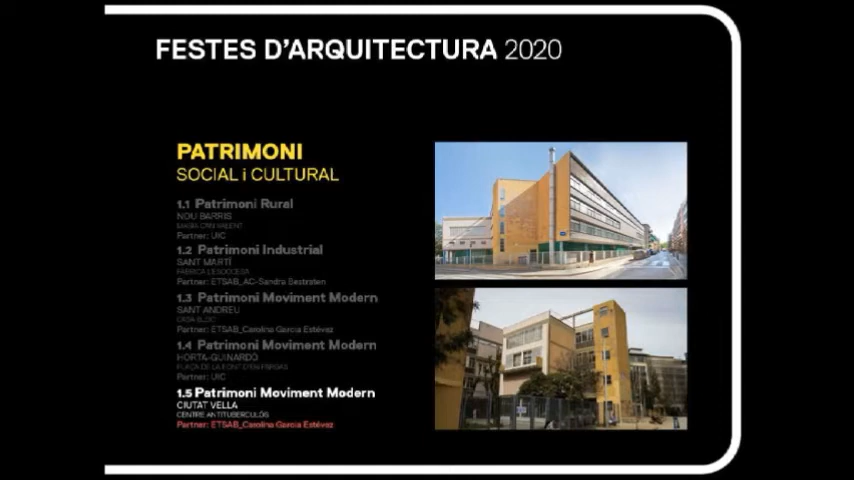 FESTES D'ARQUITECTURA 2020
PATRIMONI
SOCIAL i CULTURAL
1.1 Patrimoni Rural
NOU BARRIS
Partner: UIC
1.2 Patrimoni Industrial
SANT MARTÍ
Partner: ETSAB_AC-Sandra Bestraten
1.3 Patrimoni Moviment Modern
SANT ANDREU
CASA BLOC
Partner: ETSAB_Carolina Garcia Estévez
1.4 Patrimoni Moviment Modern
HORTA-GUINARDÓ
Partner: UIC
1.5 Patrimoni Moviment Modern
CIUTAT VELLA
CENTRE ANTITUBERCULÓS
Partner: ETSAB_Carolina Garcia Estévez